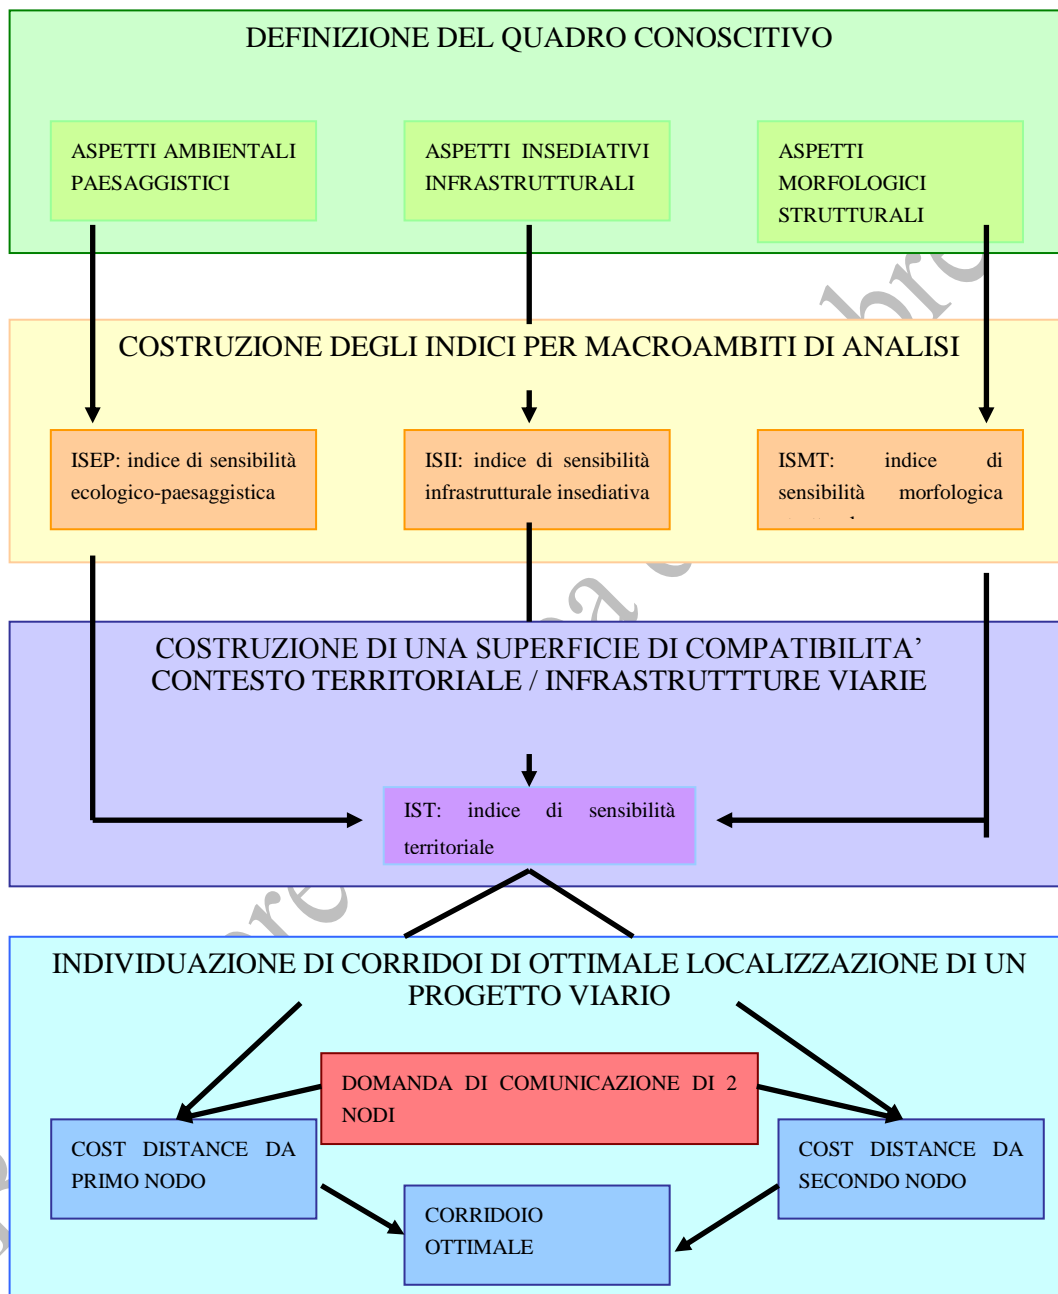 DEFINIZIONE DEL QUADRO CONOSCITIVO
ASPETTI AMBIENTALI
PAESAGGISTICI
ASPETTI INSEDIATIVI
INFRASTRUTTURALI
ASPETTI
MORFOLOGICI
STRUTTURALI
COSTRUZIONE DEGLI INDICI PER MACROAMBITI DI ANALISI
ISEP: indice di sensibilità
ecologico-paesaggistica
ISII: indice di sensibilità
infrastrutturale insediativa
ISMT: indice di
sensibilità morfologica
COSTRUZIONE DI UNA SUPERFICIE DI COMPATIBILITA’
CONTESTO TERRITORIALE / INFRASTRUTTTURE VIARIE
IST: indice di sensibilità
territoriale
INDIVIDUAZIONE DI CORRIDOI DI OTTIMALE LOCALIZZAZIONE DI UN
PROGETTO VIARIO
DOMANDA DI COMUNICAZIONE DI 2
NODI
COST DISTANCE DA
PRIMO NODO
COST DISTANCE DA
SECONDO NODO
CORRIDOIO
OTTIMALE